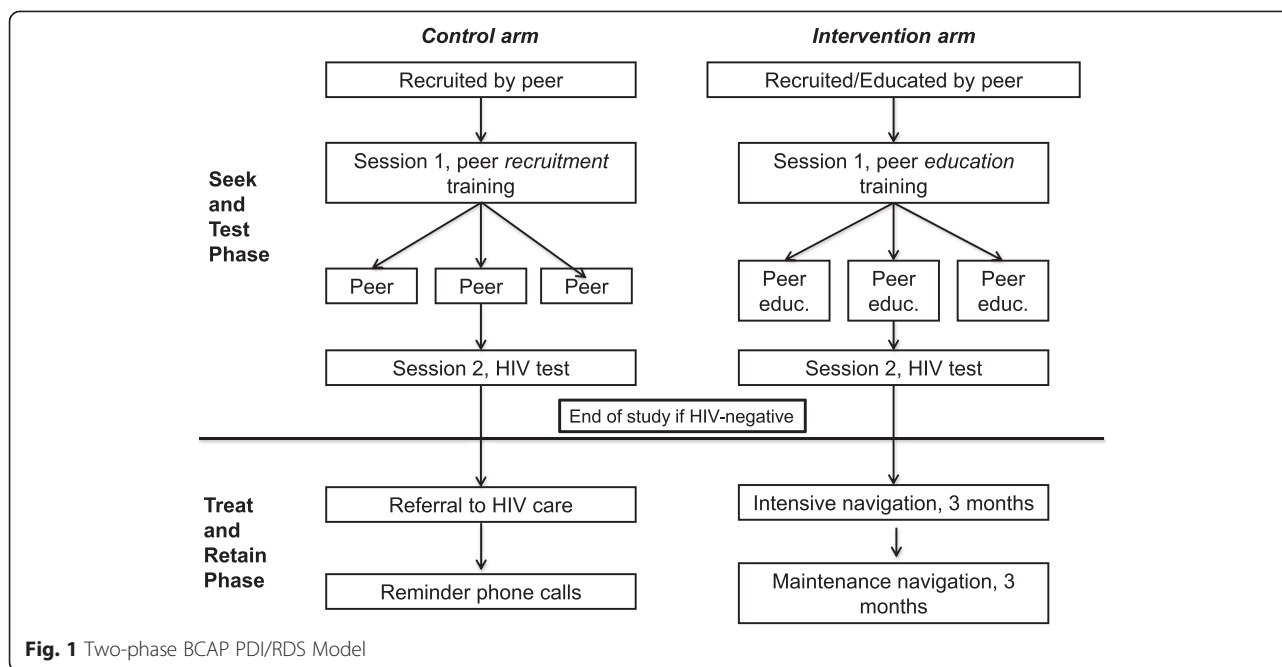 Control arm
Intervention arm
Recruited by peer
Recruited/Educated by peer
Seek
and
Test
Phase
Session 1, peer recruitment
training
Session 1, peer education
training
Peer
Peer
Peer
Peer
educ.
Peer
educ.
Peer
educ.
Session 2, HIV test
Session 2, HIV test
End of study if HIV-negative
Treat
and
Retain
Phase
Referral to HIV care
Intensive navigation, 3 months
Reminder phone calls
Maintenance navigation, 3
months
Fig. 1 Two-phase BCAP PDI/RDS Model